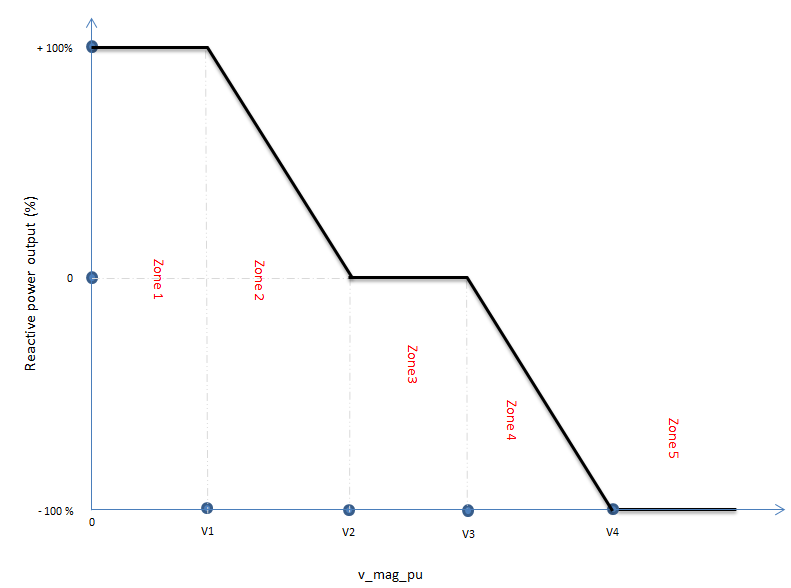 + 100%
Reactive power output (%)
0
Zone 1
Zone 2
Zone3
Zone 4
Zone 5
- 100 %
0
V1
V2
V3
V4
v_mag_pu